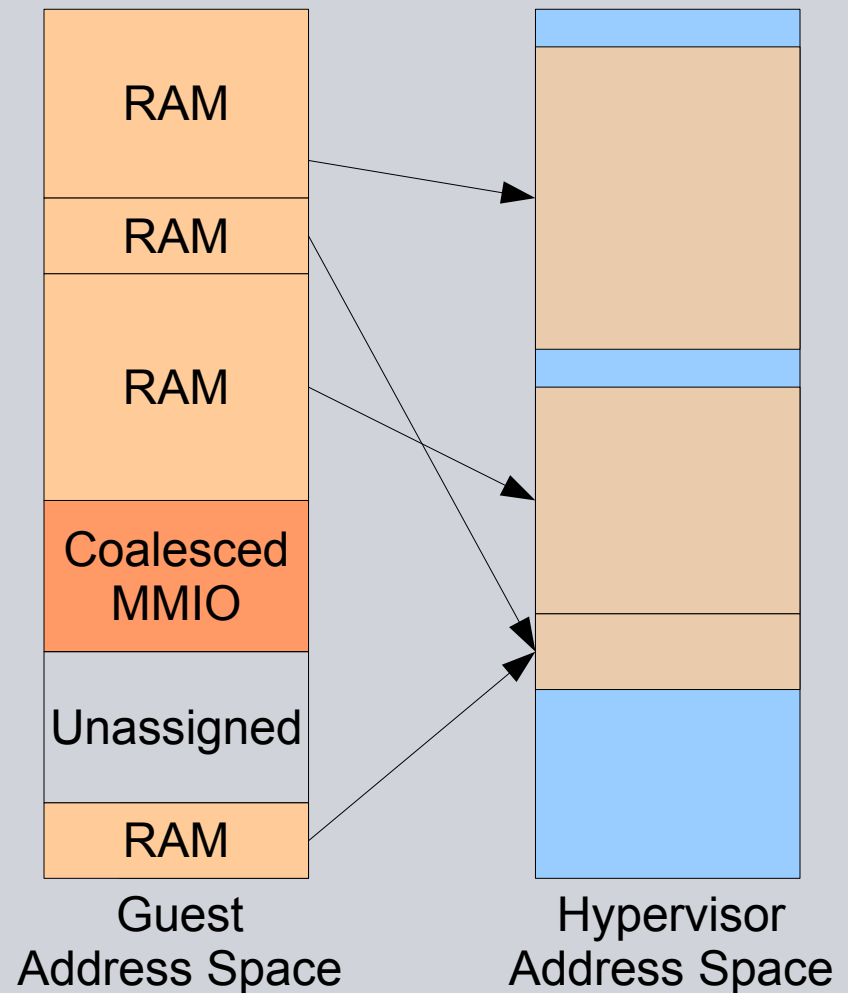 RAM
RAM
RAM
Coalesced
MMIO
Unassigned
RAM
Guest
Address Space
Hypervisor
Address Space